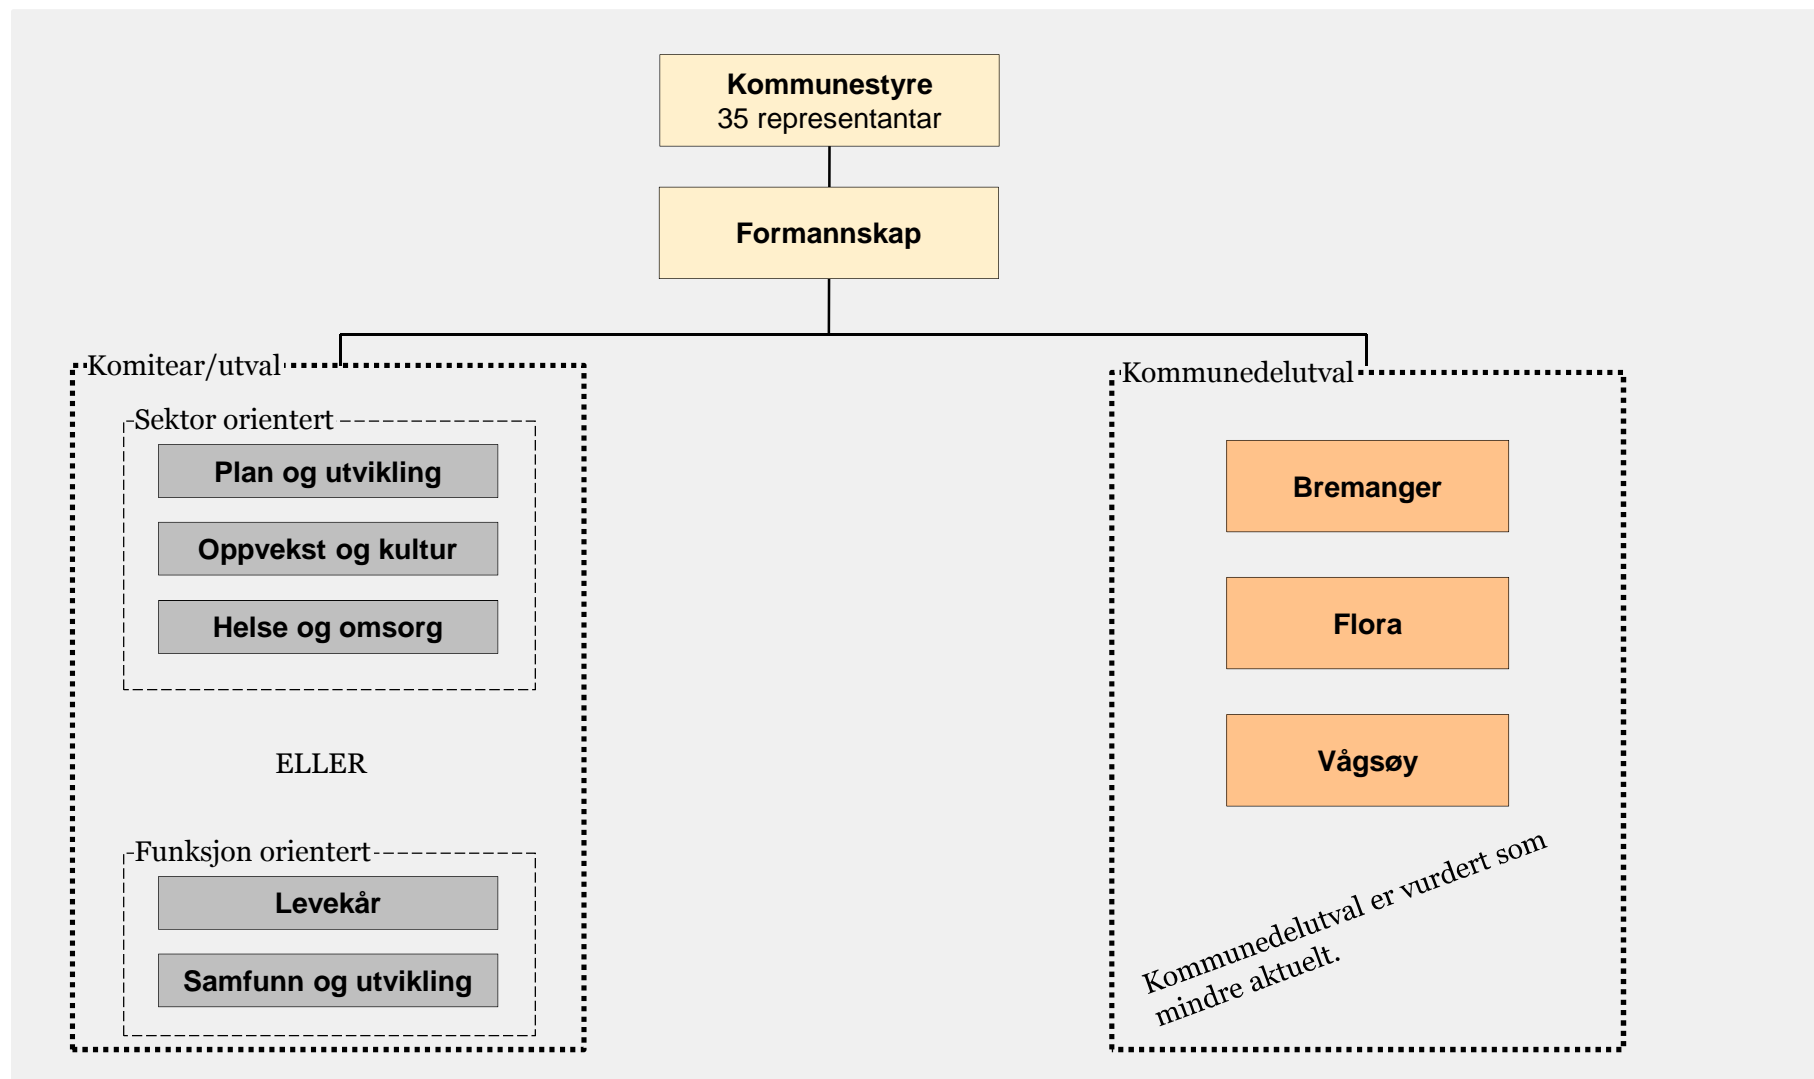 Kommunestyre
35 representantar
Formannskap
Komitear/utval
Sektor orientert
Plan og utvikling
Oppvekst og kultur
Helse og omsorg
ELLER
Funksjon orientert
Levekår
Samfunn og utvikling
Kommunedelutval
Bremanger
Flora
Vågsøy
Kommunedelutval er vurdert som
mindre aktuelt.